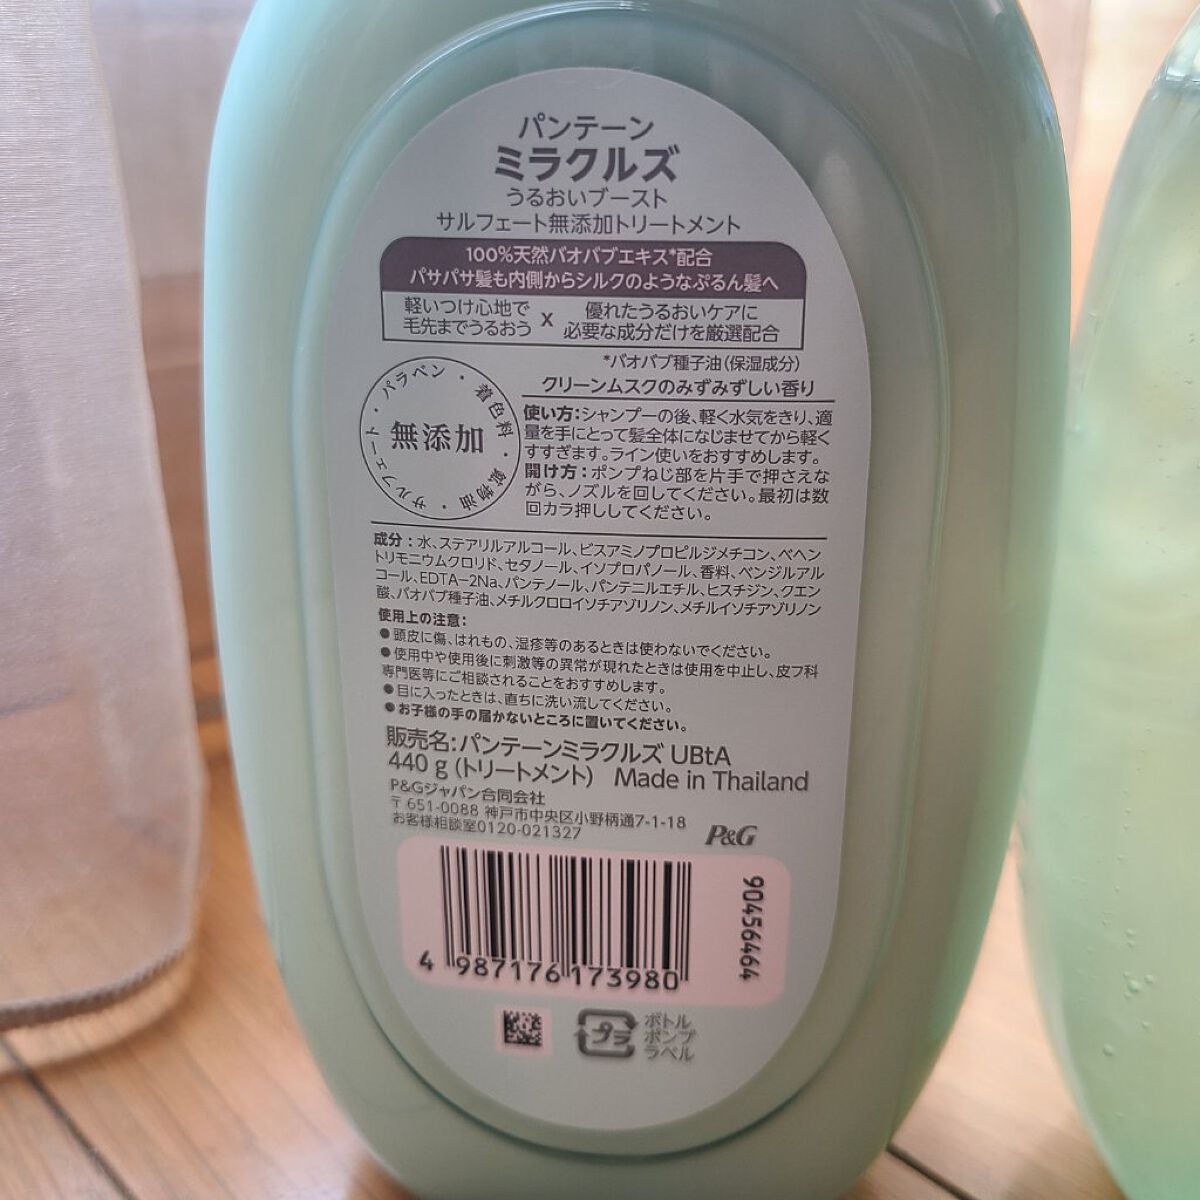 パンテーン
ミラクルズ
うるおいブースト
サルフェート無添加トリートメント
100%天然バオバブエキス*配合
パサパサ髪も内側からシルクのようなぷるん髪へ
軽いつけ心地で
毛先までうるおう
x
優れたうるおいケアに
必要な成分だけを厳選配合
*バオバブ種子油(保湿成分)
クリーンムスクのみずみずしい香り
サルフェート・パラベン・着色料・鉱物油・
無添加
使い方:シャンプーの後、軽く水気をきり、適
量を手にとって髪全体になじませてから軽く
すすぎます。ライン使いをおすすめします。
開け方:ポンプねじ部を片手で押さえな
がら、ノズルを回してください。最初は数
回カラ押ししてください。
成分:水、ステアリルアルコール、ビスアミノプロピルジメチコン、ベヘン
トリモニウムクロリド、セタノール、イソプロパノール、香料、ベンジルアル
コール、EDTA-2Na、パンテノール、パンテニルエチル、ヒスチジン、クエン
酸、バオバブ種子油、メチルクロロイソチアゾリノン、メチルイソチアゾリノン
使用上の注意:
●頭皮に傷、はれもの、湿疹等のあるときは使わないでください。
●使用中や使用後に刺激等の異常が現れたときは使用を中止し、皮フ科
専門医等にご相談されることをおすすめします。
●目に入ったときは、直ちに洗い流してください。
●お子様の手の届かないところに置いてください。
販売名:パンテーンミラクルズ UBtA
440 g (トリートメント) Made in Thailand
P&Gジャパン合同会社
〒651-0088 神戸市中央区小野柄通7-1-18
お客様相談室0120-021327
P&G
4 987176 173980
90456464
プラ
ボトル
ポンプ
ラベル